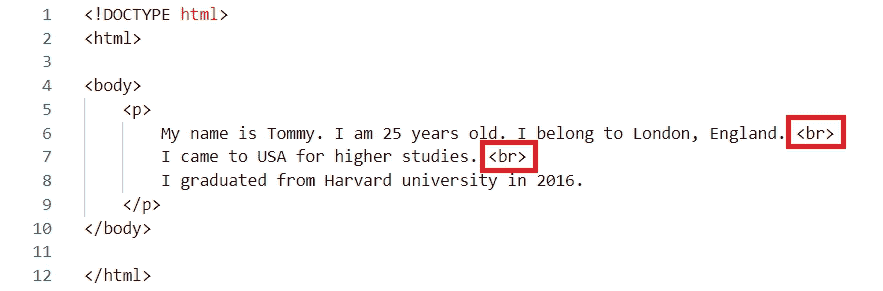 1 <!DOCTYPE html>
2 <html>
3
4 <body>
5 <p>
6 My name is Tommy. I am 25 years old. I belong to London, England. <br>
7 I came to USA for higher studies. <br>
8 I graduated from Harvard university in 2016.
9 </p>
10 </body>
11
12 </html>